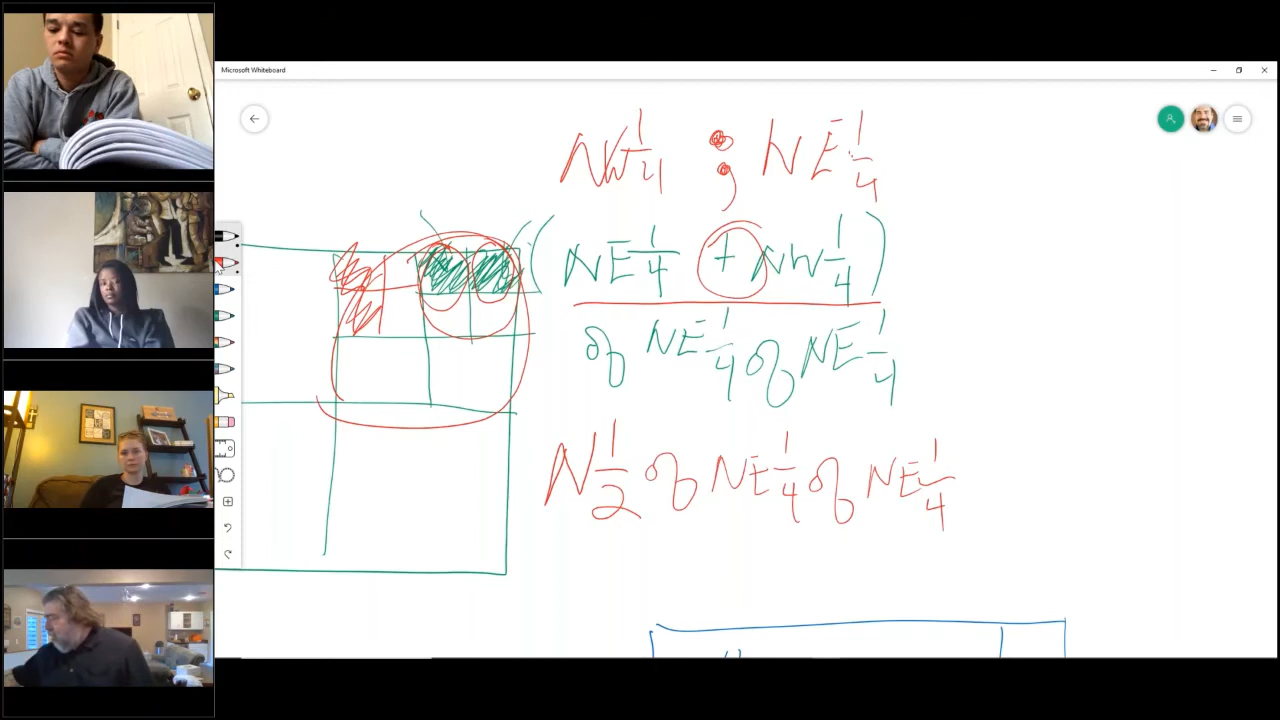 Microsoft Whiteboard
NW 1/4 ; NE 1/4
(NE 1/4 + NW 1/4)
of NE 1/4 of NE 1/4
N 1/2 of NE 1/4 of NE 1/4